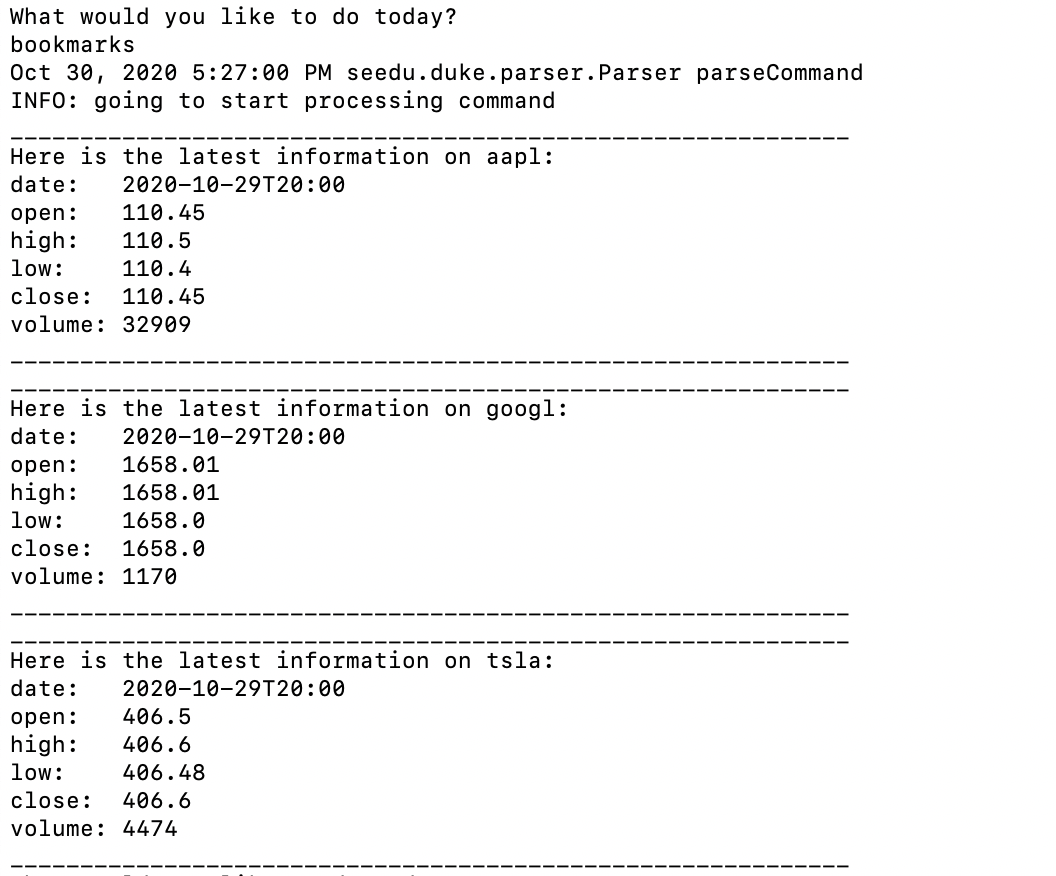 What would you like to do today?
bookmarks
Oct 30, 2020 5:27:00 PM seedu.duke.parser.Parser parseCommand
INFO: going to start processing command
____________________________________________________________
Here is the latest information on aapl:
date:   2020-10-29T20:00
open:   110.45
high:   110.5
low:    110.4
close:  110.45
volume: 32909
____________________________________________________________
____________________________________________________________
Here is the latest information on googl:
date:   2020-10-29T20:00
open:   1658.01
high:   1658.01
low:    1658.0
close:  1658.0
volume: 1170
____________________________________________________________
____________________________________________________________
Here is the latest information on tsla:
date:   2020-10-29T20:00
open:   406.5
high:   406.6
low:    406.48
close:  406.6
volume: 4474
____________________________________________________________